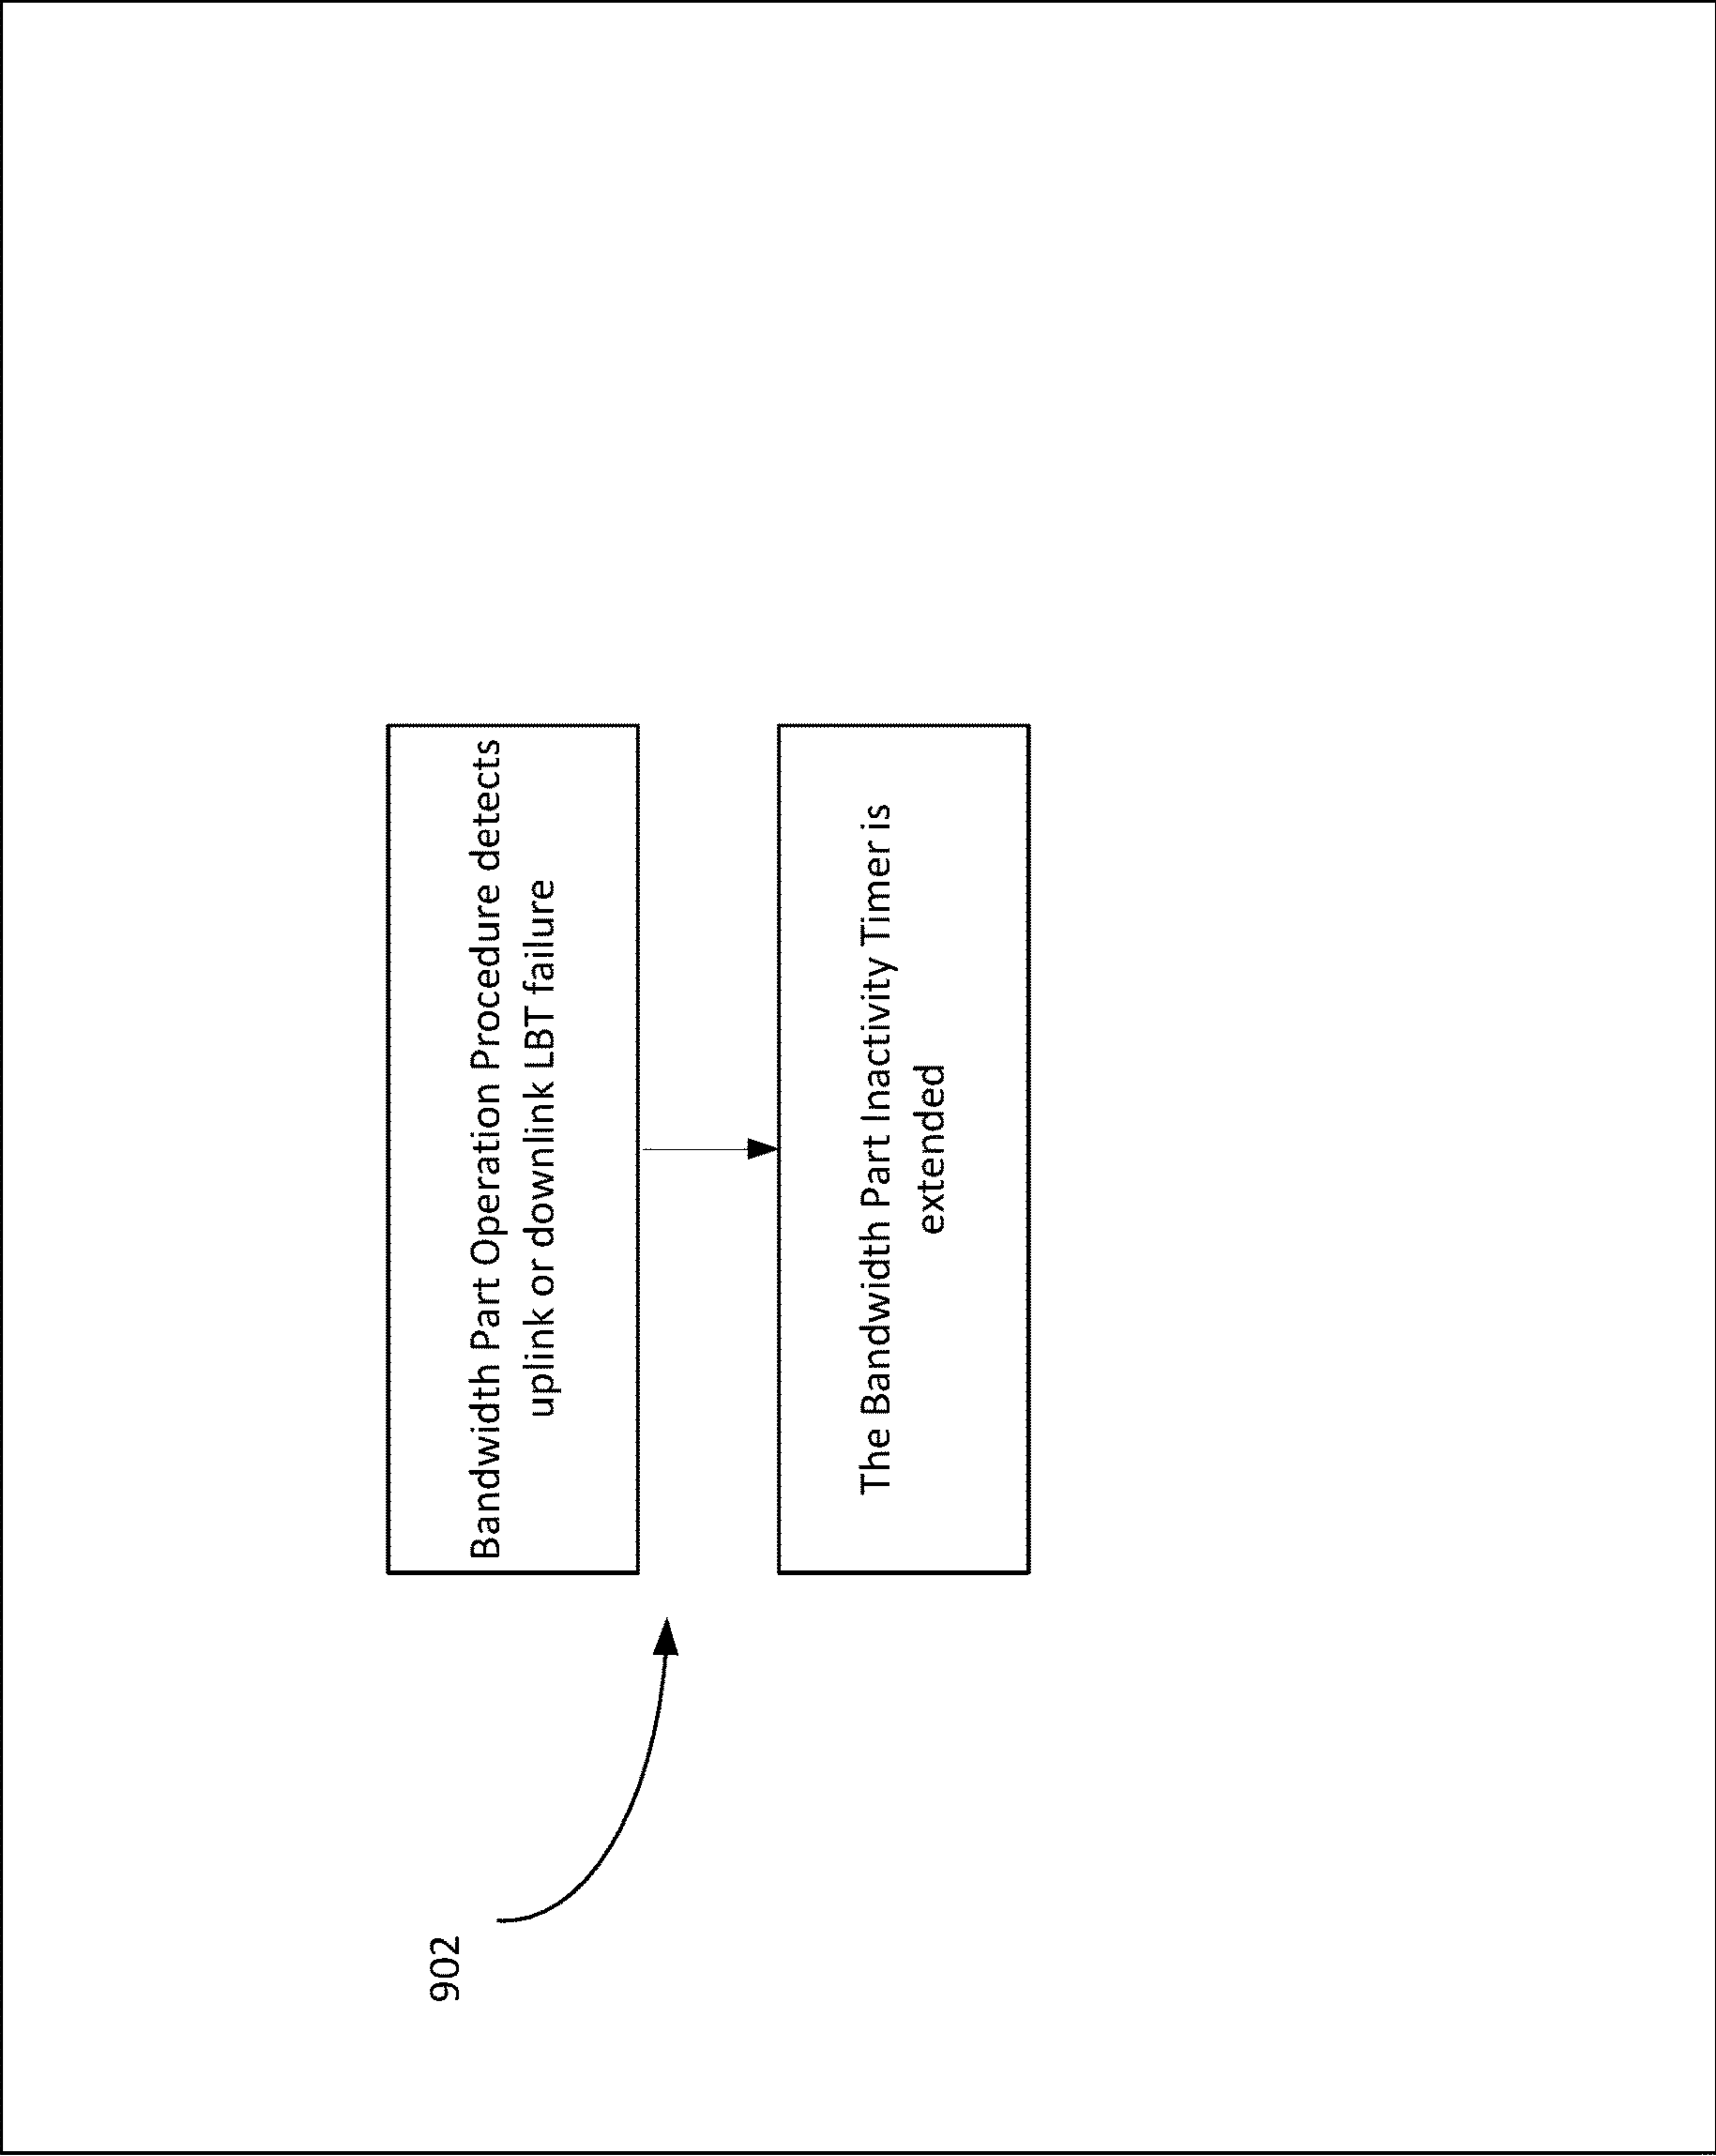 902
Bandwidth Part Operation Procedure detects
uplink or downlink LBT failure
The Bandwidth Part Inactivity Timer is
extended